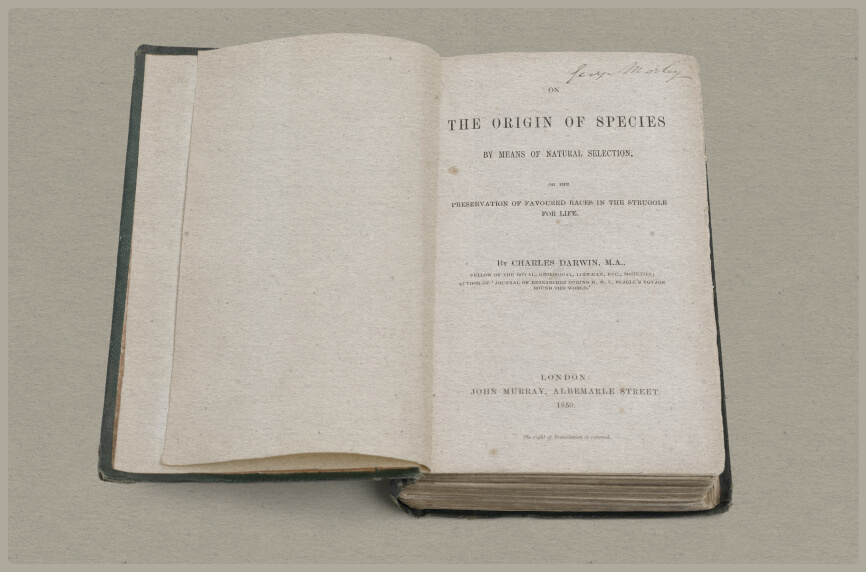 George Morley
ON
THE ORIGIN OF SPECIES
BY MEANS OF NATURAL SELECTION,
OR THE
PRESERVATION OF FAVOURED RACES IN THE STRUGGLE
FOR LIFE.
By CHARLES DARWIN, M.A.,
FELLOW OF THE ROYAL, GEOLOGICAL, LINNÆAN, ETC., SOCIETIES;
AUTHOR OF 'JOURNAL OF RESEARCHES DURING H. M. S. BEAGLE'S VOYAGE
ROUND THE WORLD.'
LONDON:
JOHN MURRAY, ALBEMARLE STREET.
1859.
The right of Translation is reserved.